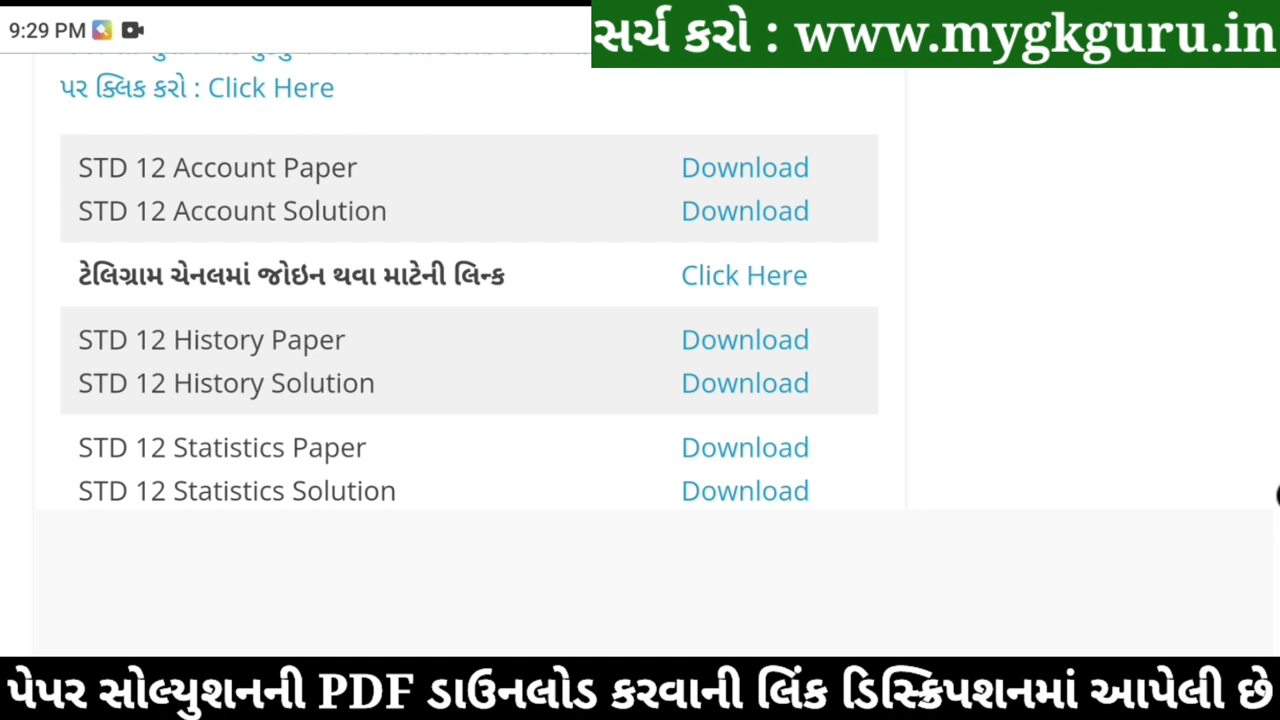 9:29 PM
સર્ચ કરો : www.mygkguru.in
પર ક્લિક કરો : Click Here
STD 12 Account Paper Download
STD 12 Account Solution Download
ટેલિગ્રામ ચેનલમાં જોઇન થવા માટેની લિન્ક Click Here
STD 12 History Paper Download
STD 12 History Solution Download
STD 12 Statistics Paper Download
STD 12 Statistics Solution Download
પેપર સોલ્યુશનની PDF ડાઉનલોડ કરવાની લિંક ડિસ્ક્રિપશનમાં આપેલી છે